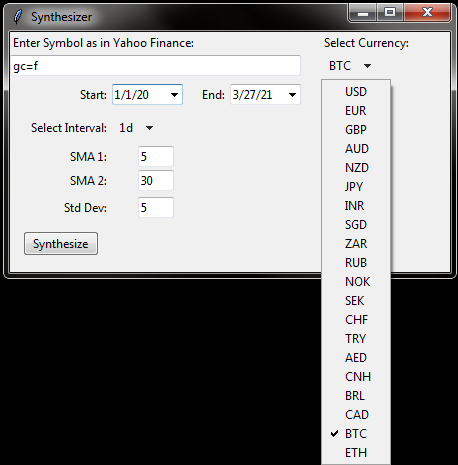 Synthesizer
Enter Symbol as in Yahoo Finance: Select Currency:
gc=f BTC
Start: 1/1/20 End: 3/27/21
Select Interval: 1d
SMA 1: 5
SMA 2: 30
Std Dev: 5
Synthesize
USD
EUR
GBP
AUD
NZD
JPY
INR
SGD
ZAR
RUB
NOK
SEK
CHF
TRY
AED
CNH
BRL
CAD
BTC
ETH